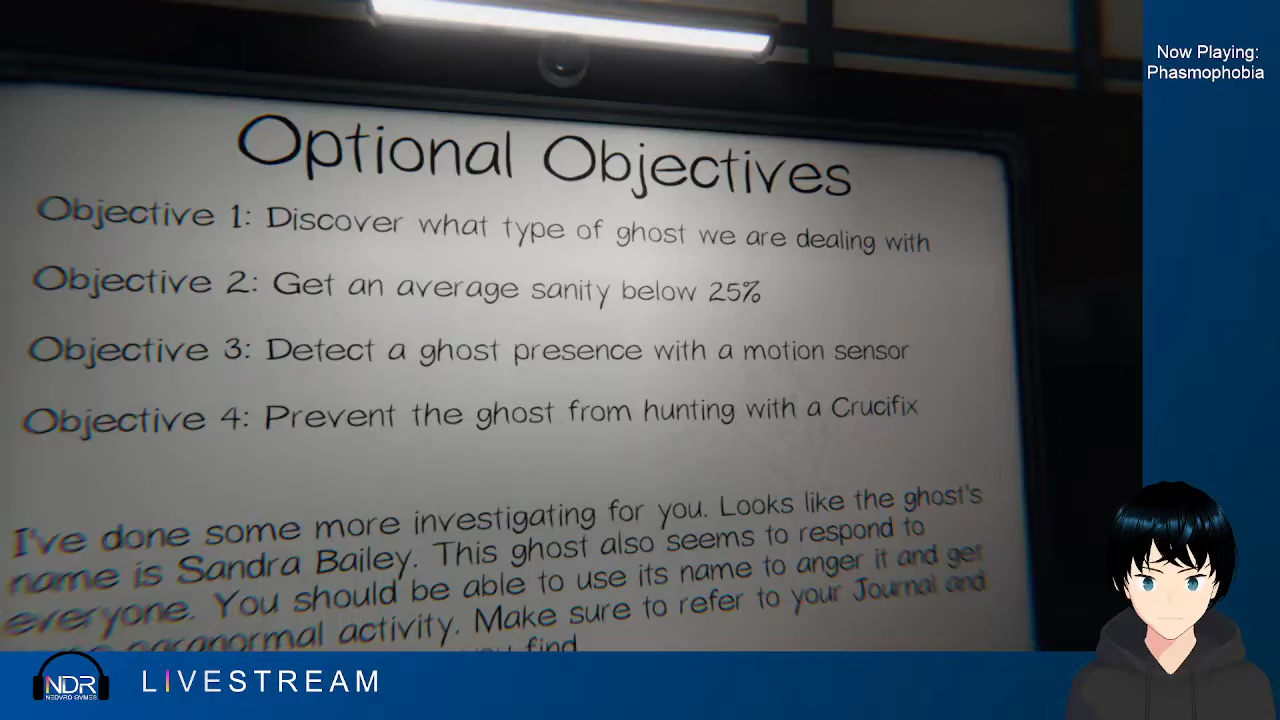 Now Playing:
Phasmophobia
Optional Objectives
Objective 1: Discover what type of ghost we are dealing with
Objective 2: Get an average sanity below 25%
Objective 3: Detect a ghost presence with a motion sensor
Objective 4: Prevent the ghost from hunting with a Crucifix
I've done some more investigating for you. Looks like the ghost's
name is Sandra Bailey. This ghost also seems to respond to
everyone. You should be able to use its name to anger it and get
paranormal activity. Make sure to refer to your Journal and
you find
NDR
NEDVRO GAMES
LIVESTREAM